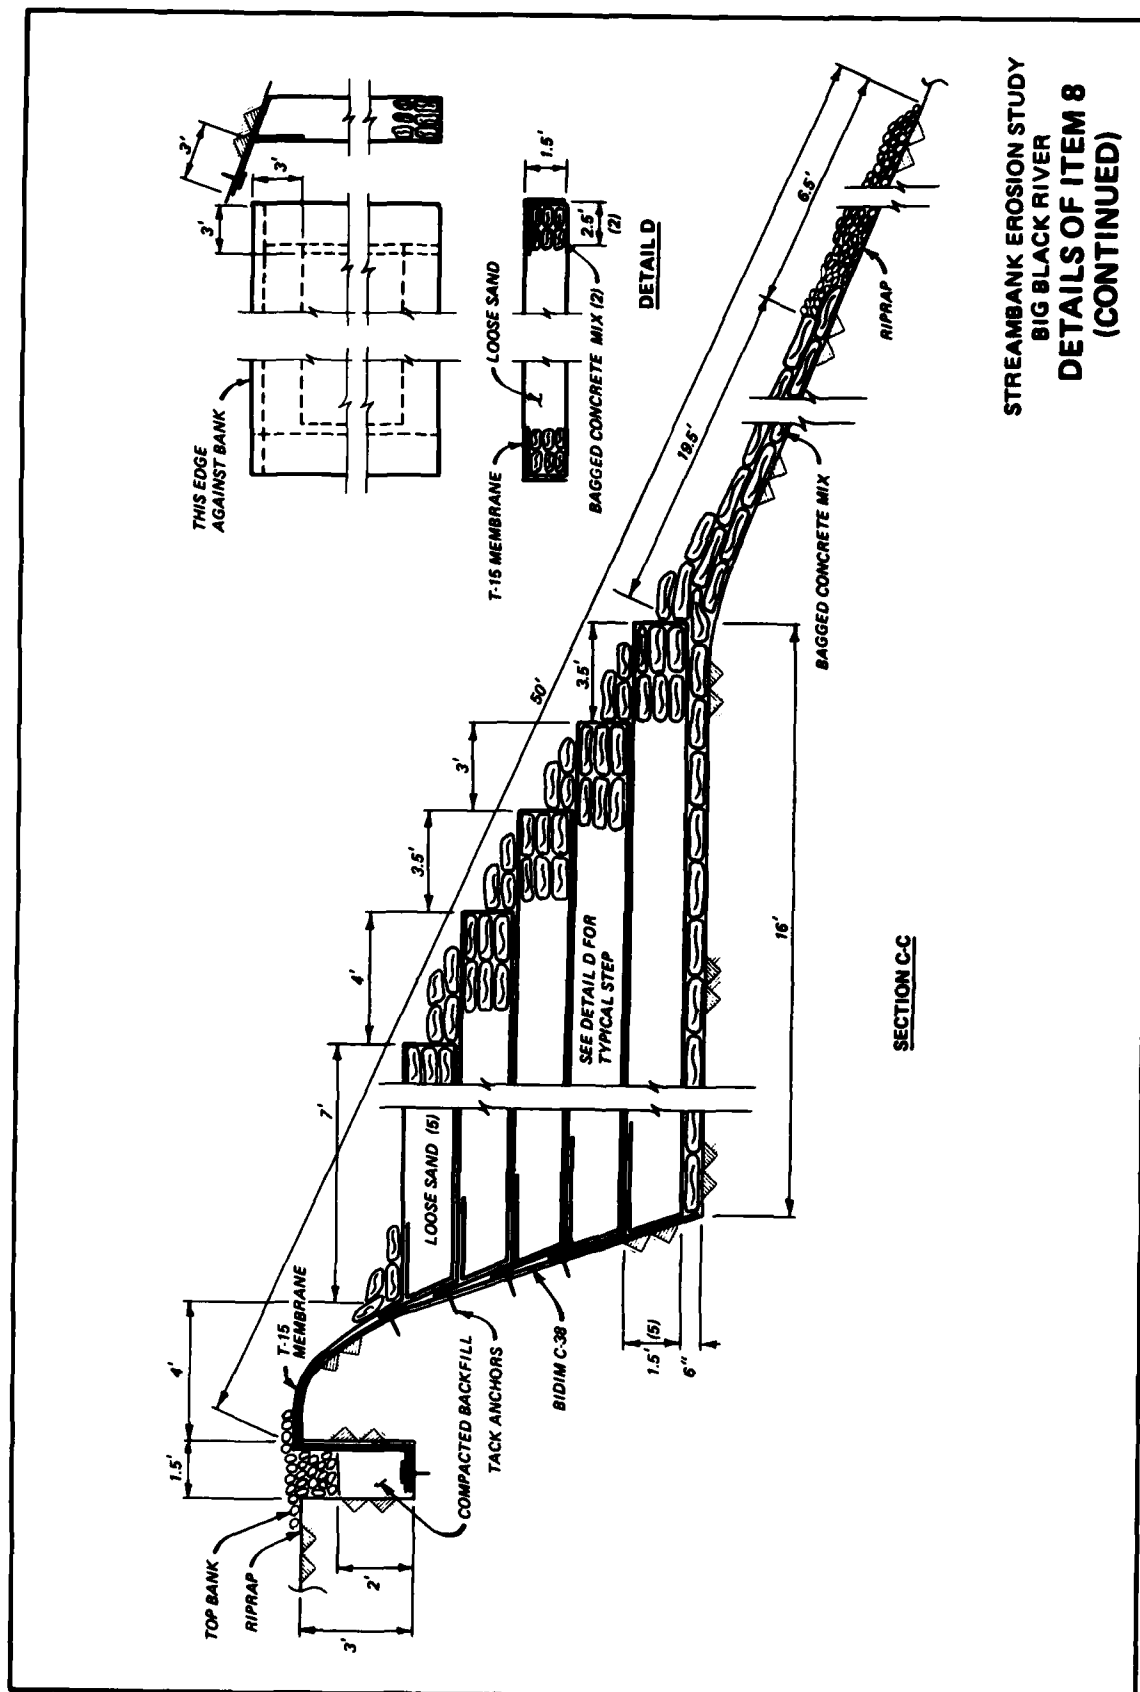 TOP BANK
RIPRAP
3'
2'
1.5'
4'
T-15
MEMBRANE
COMPACTED BACKFILL
TACK ANCHORS
BIDIM C-38
1.5' (5)
6"
7'
LOOSE SAND (5)
4'
3.5'
3'
3.5'
50'
SEE DETAIL D FOR
TYPICAL STEP
16'
19.5'
6.5'
BAGGED CONCRETE MIX
RIPRAP
SECTION C-C
THIS EDGE
AGAINST BANK
3'
3'
3'
T-15 MEMBRANE
LOOSE SAND
BAGGED CONCRETE MIX (2)
1.5'
2.5'
(2)
DETAIL D
STREAMBANK EROSION STUDY
BIG BLACK RIVER
DETAILS OF ITEM 8
(CONTINUED)